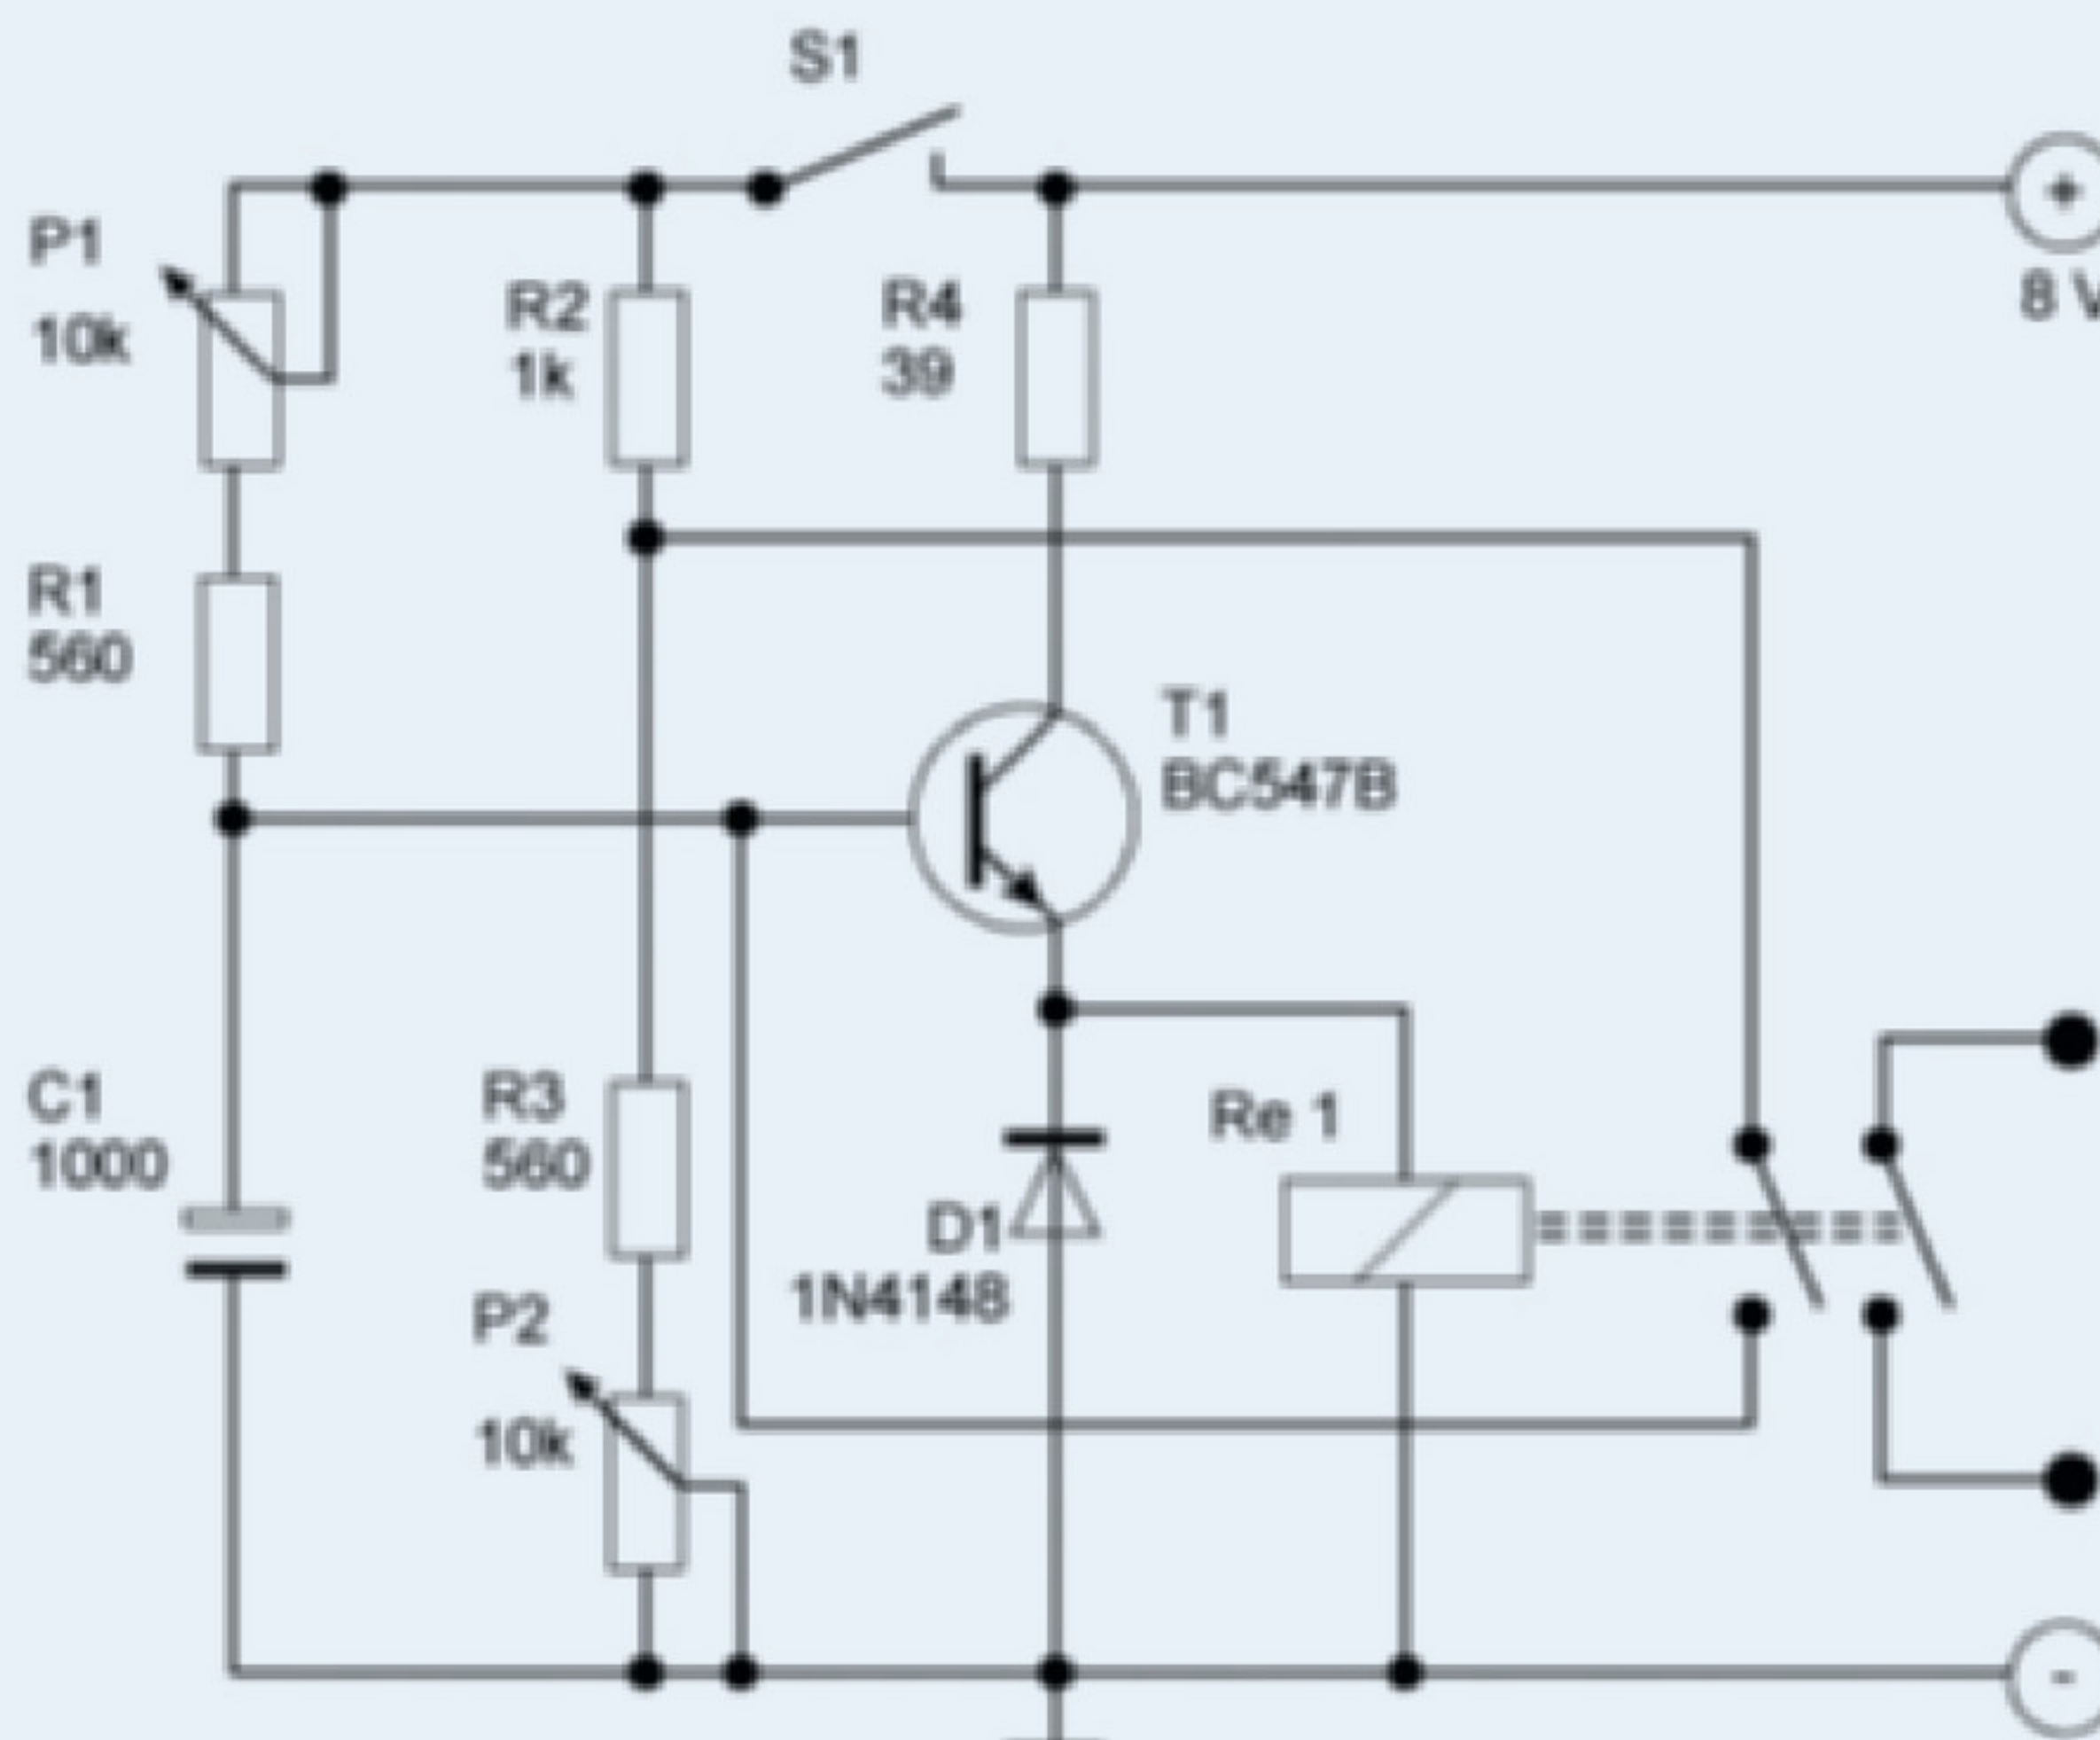 S1
+
8 V
P1
10k
R2
1k
R4
39
R1
560
T1
BC547B
C1
1000
R3
560
Re 1
D1
1N4148
P2
10k
-